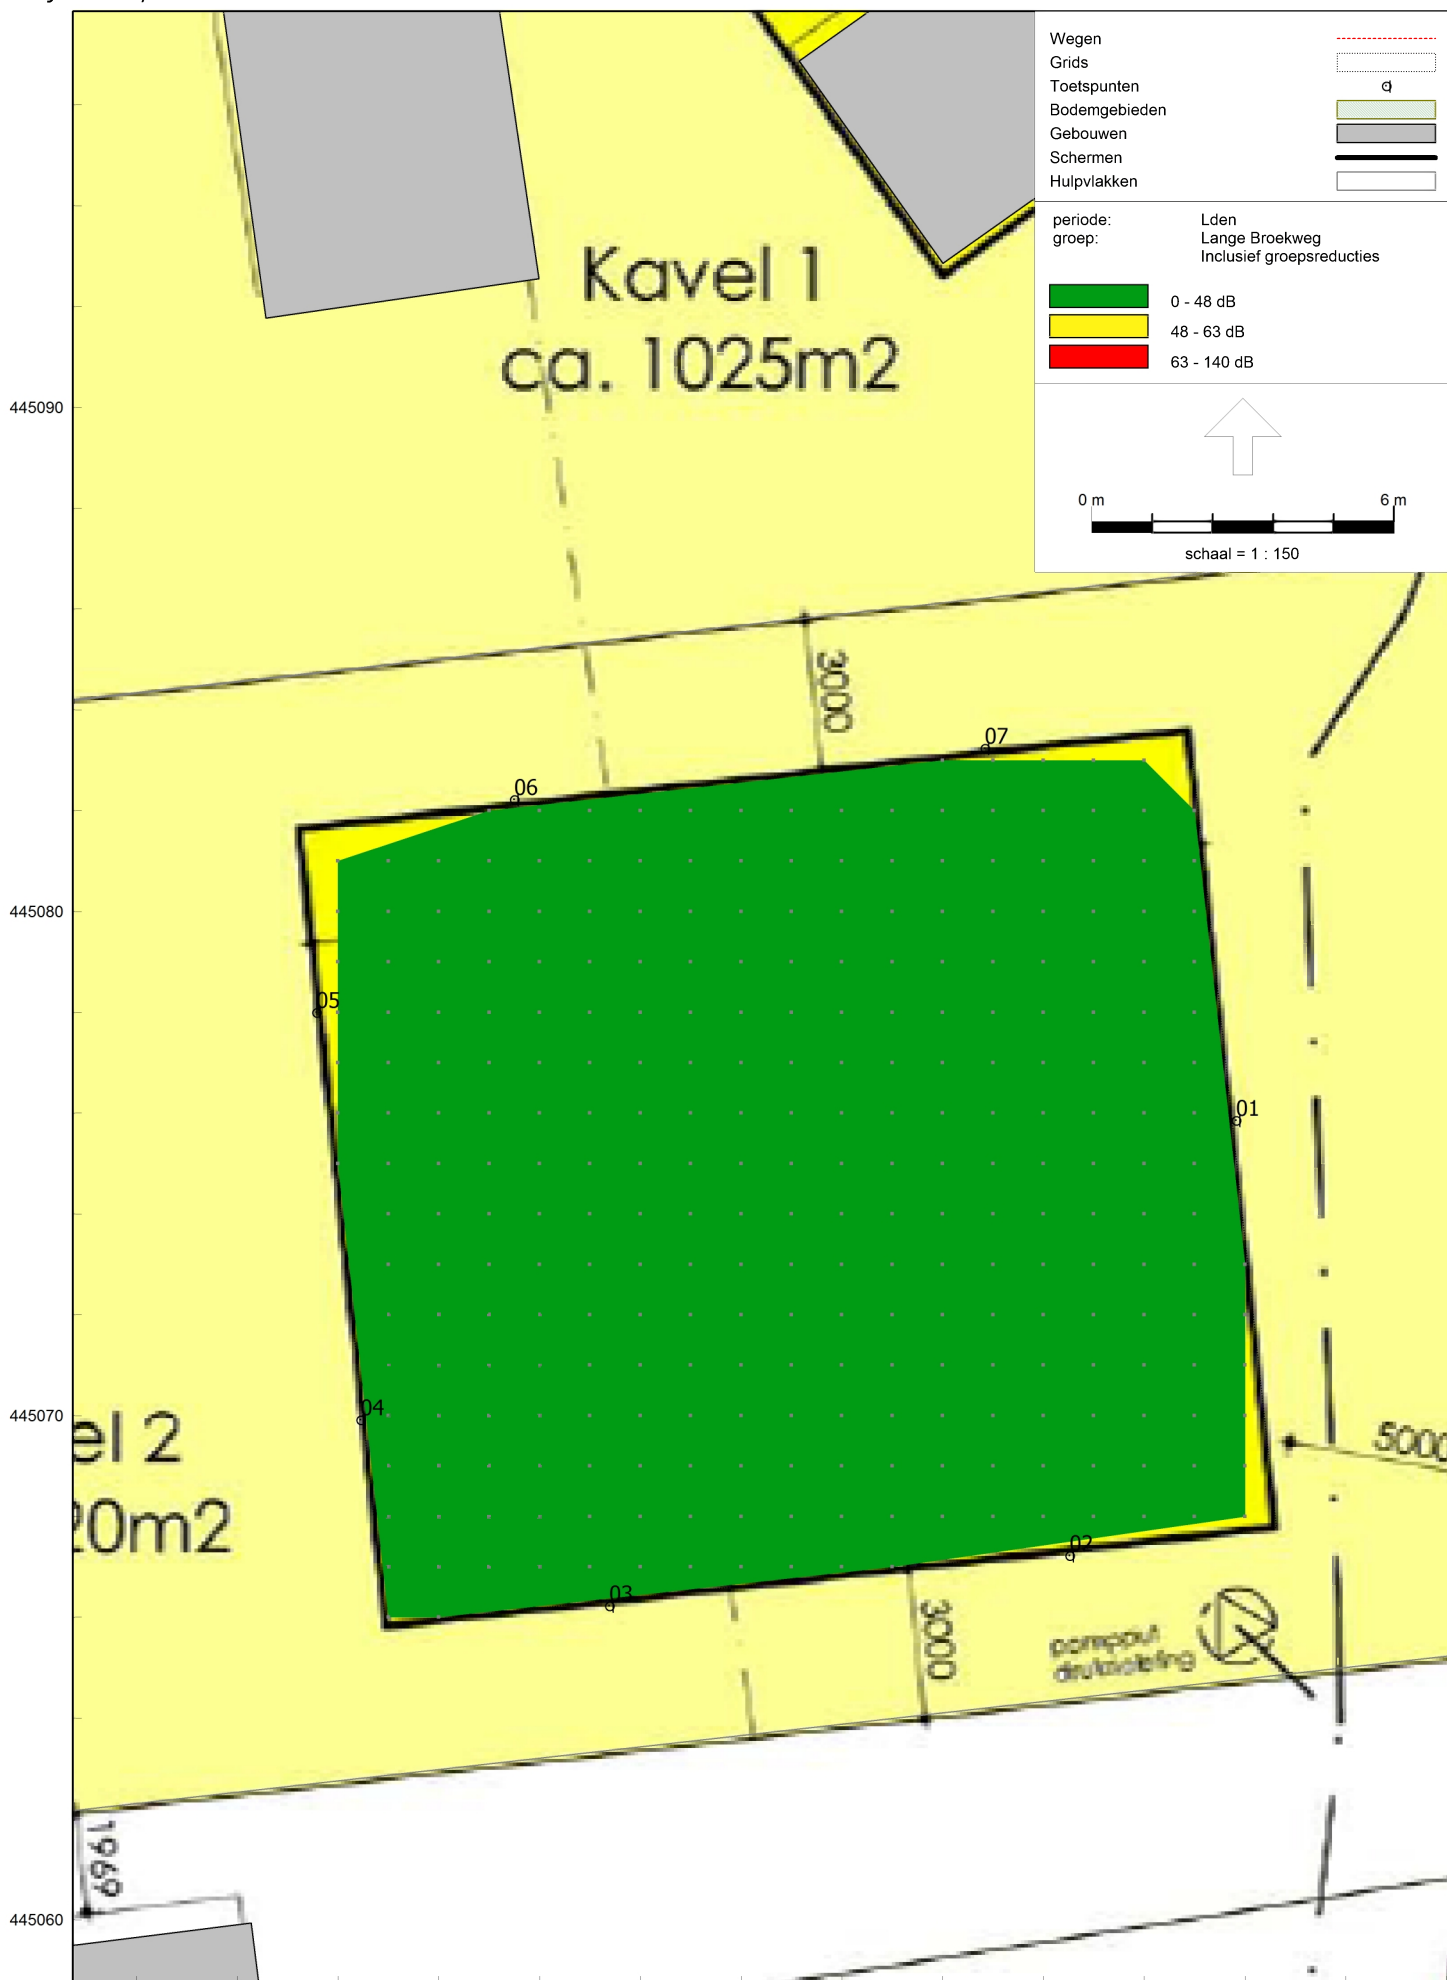 Wegen
Grids
Toetspunten
Bodemgebieden
Gebouwen
Schermen
Hulpvlakken
periode: Lden
groep: Lange Broekweg
Inclusief groepsreducties
0 - 48 dB
48 - 63 dB
63 - 140 dB
0 m 6 m
schaal = 1 : 150
Kavel 1
ca. 1025m2
445090
3000
07
06
445080
05
01
445070
04
el 2
20m2
5000
02
03
3000
1969
445060